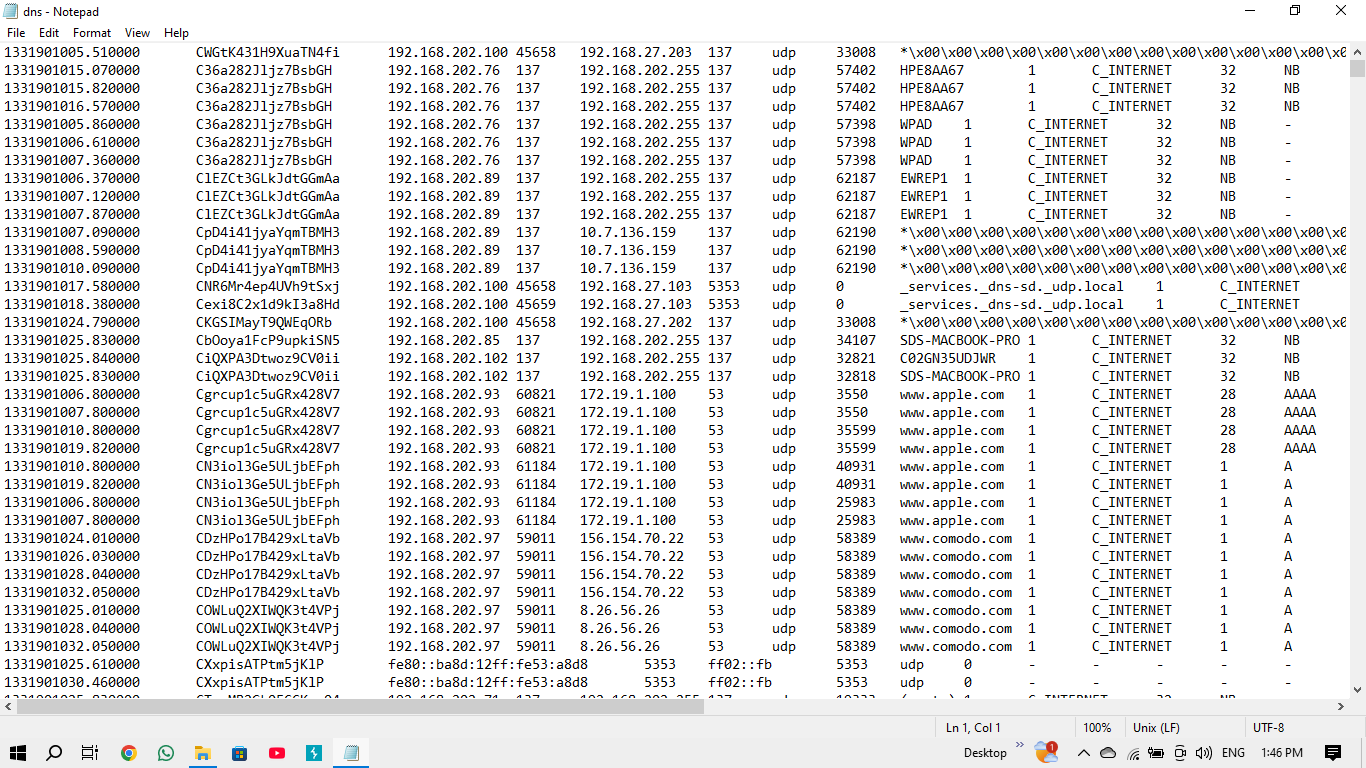 dns - Notepad
File Edit Format View Help
1331901005.510000 CWGtK431H9XuaTN4fi 192.168.202.100 45658 192.168.27.203 137 udp 33008 *\x00\x00\x00\x00\x00\x00\x00\x00\x00\x00\x00\x00\x00\x0
1331901015.070000 C36a282Jljz7BsbGH 192.168.202.76 137 192.168.202.255 137 udp 57402 HPE8AA67 1 C_INTERNET 32 NB
1331901015.820000 C36a282Jljz7BsbGH 192.168.202.76 137 192.168.202.255 137 udp 57402 HPE8AA67 1 C_INTERNET 32 NB
1331901016.570000 C36a282Jljz7BsbGH 192.168.202.76 137 192.168.202.255 137 udp 57402 HPE8AA67 1 C_INTERNET 32 NB
1331901005.860000 C36a282Jljz7BsbGH 192.168.202.76 137 192.168.202.255 137 udp 57398 WPAD 1 C_INTERNET 32 NB -
1331901006.610000 C36a282Jljz7BsbGH 192.168.202.76 137 192.168.202.255 137 udp 57398 WPAD 1 C_INTERNET 32 NB -
1331901007.360000 C36a282Jljz7BsbGH 192.168.202.76 137 192.168.202.255 137 udp 57398 WPAD 1 C_INTERNET 32 NB -
1331901006.370000 ClEZCt3GLkJdtGGmAa 192.168.202.89 137 192.168.202.255 137 udp 62187 EWREP1 1 C_INTERNET 32 NB -
1331901007.120000 ClEZCt3GLkJdtGGmAa 192.168.202.89 137 192.168.202.255 137 udp 62187 EWREP1 1 C_INTERNET 32 NB -
1331901007.870000 ClEZCt3GLkJdtGGmAa 192.168.202.89 137 192.168.202.255 137 udp 62187 EWREP1 1 C_INTERNET 32 NB -
1331901007.090000 CpD4i41jyaYqmTBMH3 192.168.202.89 137 10.7.136.159 137 udp 62190 *\x00\x00\x00\x00\x00\x00\x00\x00\x00\x00\x00\x00\x00\x0
1331901008.590000 CpD4i41jyaYqmTBMH3 192.168.202.89 137 10.7.136.159 137 udp 62190 *\x00\x00\x00\x00\x00\x00\x00\x00\x00\x00\x00\x00\x00\x0
1331901010.090000 CpD4i41jyaYqmTBMH3 192.168.202.89 137 10.7.136.159 137 udp 62190 *\x00\x00\x00\x00\x00\x00\x00\x00\x00\x00\x00\x00\x00\x0
1331901017.580000 CNR6Mr4ep4UVh9tSxj 192.168.202.100 45658 192.168.27.103 5353 udp 0 _services._dns-sd._udp.local 1 C_INTERNET
1331901018.380000 Cexi8C2x1d9kI3a8Hd 192.168.202.100 45659 192.168.27.103 5353 udp 0 _services._dns-sd._udp.local 1 C_INTERNET
1331901024.790000 CKGSIMayT9QWEqORb 192.168.202.100 45658 192.168.27.202 137 udp 33008 *\x00\x00\x00\x00\x00\x00\x00\x00\x00\x00\x00\x00\x00\x0
1331901025.830000 CbOoya1FcP9upkiSN5 192.168.202.85 137 192.168.202.255 137 udp 34107 SDS-MACBOOK-PRO 1 C_INTERNET 32 NB
1331901025.840000 CiQXPA3Dtwoz9CV0ii 192.168.202.102 137 192.168.202.255 137 udp 32821 C02GN35UDJWR 1 C_INTERNET 32 NB
1331901025.830000 CiQXPA3Dtwoz9CV0ii 192.168.202.102 137 192.168.202.255 137 udp 32818 SDS-MACBOOK-PRO 1 C_INTERNET 32 NB
1331901006.800000 Cgrcup1c5uGRx428V7 192.168.202.93 60821 172.19.1.100 53 udp 3550 www.apple.com 1 C_INTERNET 28 AAAA
1331901007.800000 Cgrcup1c5uGRx428V7 192.168.202.93 60821 172.19.1.100 53 udp 3550 www.apple.com 1 C_INTERNET 28 AAAA
1331901010.800000 Cgrcup1c5uGRx428V7 192.168.202.93 60821 172.19.1.100 53 udp 35599 www.apple.com 1 C_INTERNET 28 AAAA
1331901019.820000 Cgrcup1c5uGRx428V7 192.168.202.93 60821 172.19.1.100 53 udp 35599 www.apple.com 1 C_INTERNET 28 AAAA
1331901010.800000 CN3iol3Ge5ULjbEFph 192.168.202.93 61184 172.19.1.100 53 udp 40931 www.apple.com 1 C_INTERNET 1 A
1331901019.820000 CN3iol3Ge5ULjbEFph 192.168.202.93 61184 172.19.1.100 53 udp 40931 www.apple.com 1 C_INTERNET 1 A
1331901006.800000 CN3iol3Ge5ULjbEFph 192.168.202.93 61184 172.19.1.100 53 udp 25983 www.apple.com 1 C_INTERNET 1 A
1331901007.800000 CN3iol3Ge5ULjbEFph 192.168.202.93 61184 172.19.1.100 53 udp 25983 www.apple.com 1 C_INTERNET 1 A
1331901024.010000 CDzHPo17B429xLtaVb 192.168.202.97 59011 156.154.70.22 53 udp 58389 www.comodo.com 1 C_INTERNET 1 A
1331901026.030000 CDzHPo17B429xLtaVb 192.168.202.97 59011 156.154.70.22 53 udp 58389 www.comodo.com 1 C_INTERNET 1 A
1331901028.040000 CDzHPo17B429xLtaVb 192.168.202.97 59011 156.154.70.22 53 udp 58389 www.comodo.com 1 C_INTERNET 1 A
1331901032.050000 CDzHPo17B429xLtaVb 192.168.202.97 59011 156.154.70.22 53 udp 58389 www.comodo.com 1 C_INTERNET 1 A
1331901025.010000 COWLuQ2XIWQK3t4VPj 192.168.202.97 59011 8.26.56.26 53 udp 58389 www.comodo.com 1 C_INTERNET 1 A
1331901028.040000 COWLuQ2XIWQK3t4VPj 192.168.202.97 59011 8.26.56.26 53 udp 58389 www.comodo.com 1 C_INTERNET 1 A
1331901032.050000 COWLuQ2XIWQK3t4VPj 192.168.202.97 59011 8.26.56.26 53 udp 58389 www.comodo.com 1 C_INTERNET 1 A
1331901025.610000 CXxpisATPtm5jKlP fe80::ba8d:12ff:fe53:a8d8 5353 ff02::fb 5353 udp 0 - - - - -
1331901030.460000 CXxpisATPtm5jKlP fe80::ba8d:12ff:fe53:a8d8 5353 ff02::fb 5353 udp 0 - - - - -
Ln 1, Col 1 100% Unix (LF) UTF-8
Desktop 1 ENG 1:46 PM